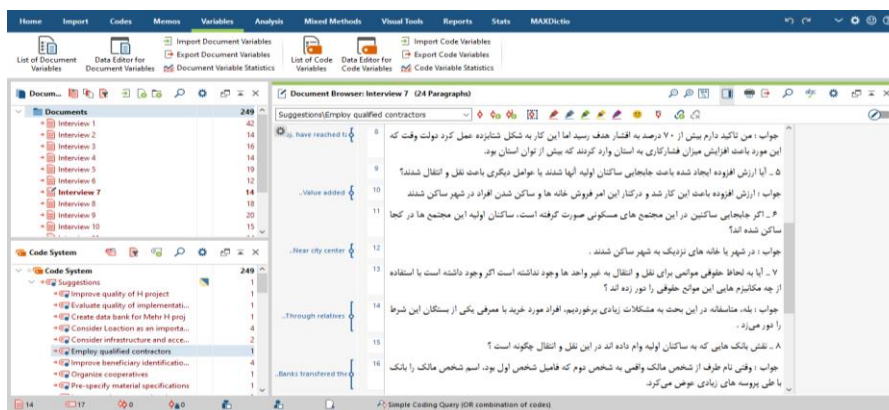 Home Import Codes Memos Variables Analysis Mixed Methods Visual Tools Reports Stats MAXDictio
List of Document Variables
Data Editor for Document Variables
Import Document Variables
Export Document Variables
Document Variable Statistics
List of Code Variables
Data Editor for Code Variables
Import Code Variables
Export Code Variables
Code Variable Statistics
Docum...
Documents 249
Interview 1 42
Interview 2 14
Interview 3 16
Interview 4 14
Interview 5 19
Interview 6 12
Interview 7 14
Interview 8 18
Interview 9 20
Interview 10 15
Code System
Code System 249
Suggestions 1
Improve quality of H project 1
Evaluate quality of implementati... 1
Create data bank for Mehr H proj 1
Consider Loaction as an importa... 4
Consider infrastructure and acce... 2
Employ qualified contractors 1
Improve beneficiary identificatio... 4
Organize cooperatives 1
Pre-specify material specifications 1
Document Browser: Interview 7 (24 Paragraphs)
Suggestions\Employ qualified contractors
..have reached to
8 جواب : من تاکید دارم بیش از ۷۰ درصد به اقشار هدف رسید اما این کار به شکل شتابزده عمل کرد دولت وقت که
این مورد باعث افزایش میزان فشارکاری به استان وارد کردند که بیش از توان استان بود.
9 ۵ ـ آیا ارزش افزوده ایجاد شده باعث جابجایی ساکنان اولیه آنها شدند یا عوامل دیگری باعث نقل و انتقال شدند؟
..Value added
10 جواب : ارزش افزوده باعث این کار شد و درکنار این امر فروش خانه ها و ساکن شدن افراد در شهر ساکن شدند
11 ۶ ـ اگر جابجایی ساکنین در این مجتمع های مسکونی صورت گرفته است، ساکنان اولیه این مجتمع ها در کجا
ساکن شده اند؟
..Near city center
12 جواب : در شهر یا خانه های نزدیک به شهر ساکن شدند .
13 ۷ ـ آیا به لحاظ حقوقی موانعی برای نقل و انتقال به غیر واحد ها وجود نداشته است اگر وجود داشته است با استفاده
از چه مکانیزم هایی این موانع حقوقی را دور زده اند ؟
..Through relatives
14 جواب : بله، متاسفانه در این بحث به مشکلات زیادی برخوردیم، افراد مورد خرید با معرفی یکی از بستگان این شرط
را دور می‌زد .
15 ۸ ـ نقش بانک هایی که به ساکنان اولیه وام داده اند در این نقل و انتقال چگونه است ؟
..Banks transfered the
16 جواب : وقتی نام طرف از شخص مالک واقعی به شخص دوم که فامیل شخص اول بود، اسم شخص مالک را بانک
با طی پروسه های زیادی عوض می‌کرد.
14 17 0 0 Simple Coding Query (OR combination of codes)